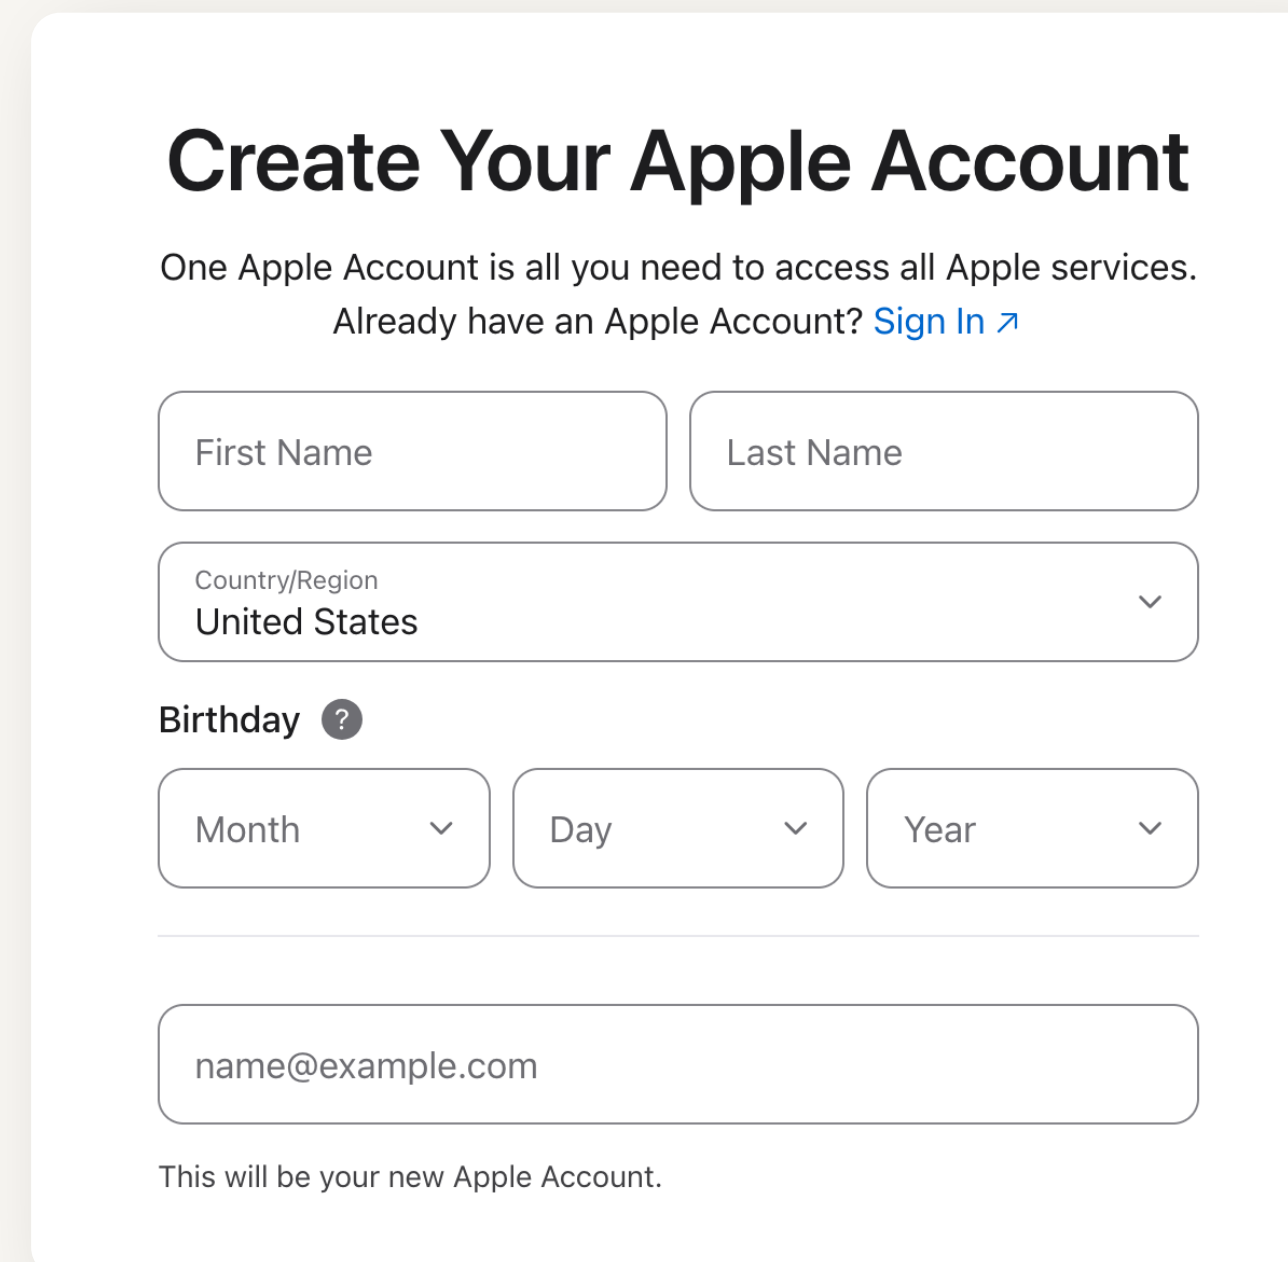 Create Your Apple Account
One Apple Account is all you need to access all Apple services.
Already have an Apple Account? Sign In ↗
First Name
Last Name
Country/Region
United States
Birthday ?
Month
Day
Year
name@example.com
This will be your new Apple Account.